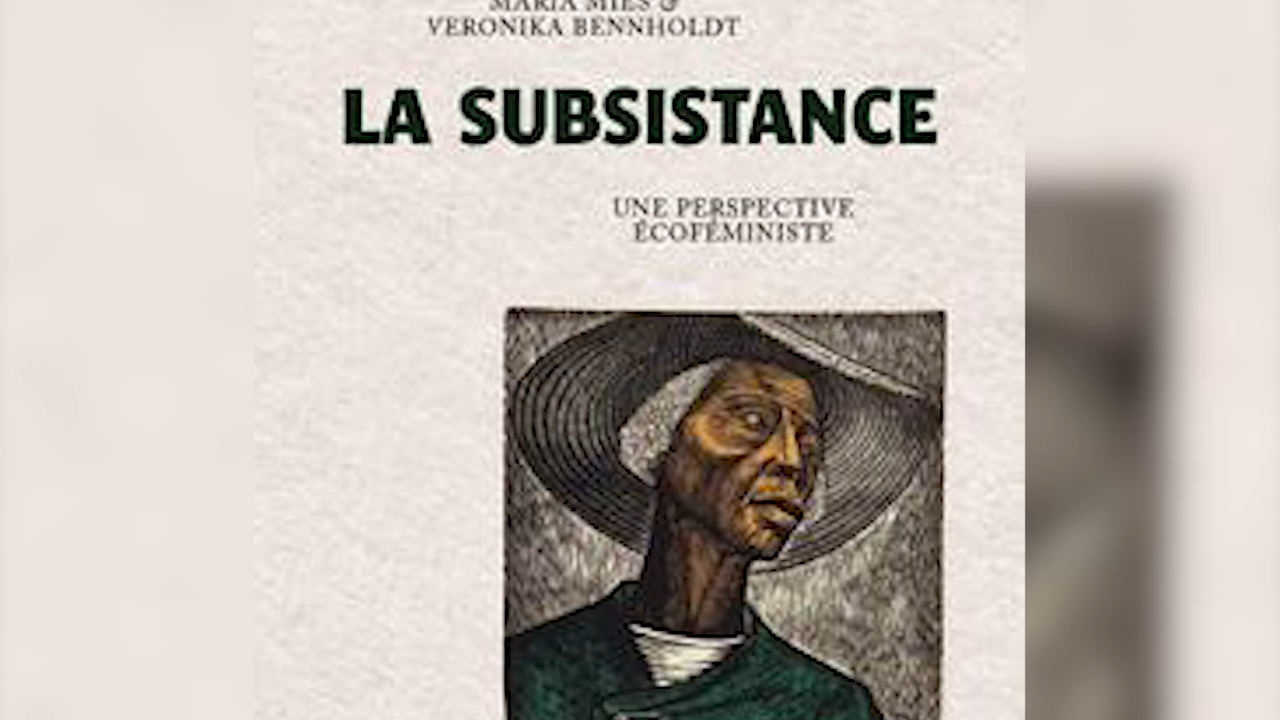 MARIA MIES &
VERONIKA BENNHOLDT
LA SUBSISTANCE
UNE PERSPECTIVE
ÉCOFÉMINISTE